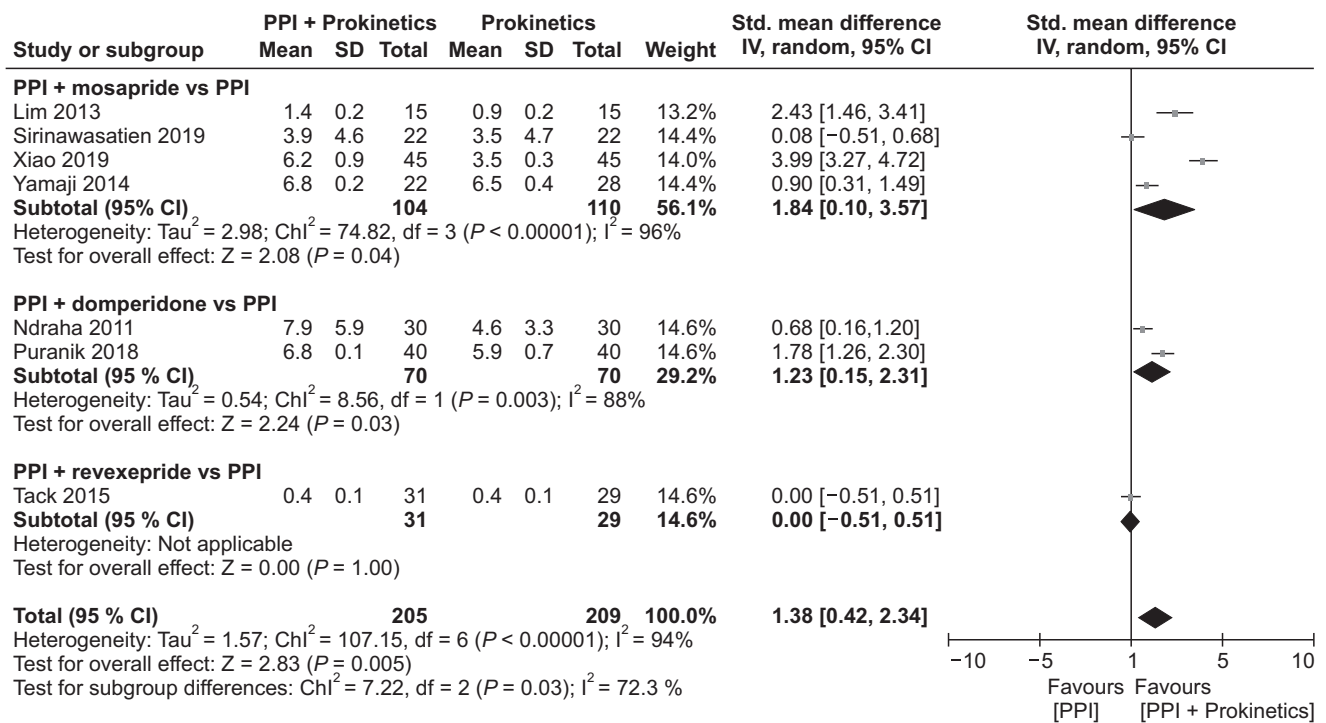 PPI + Prokinetics Prokinetics Std. mean difference Std. mean difference
Study or subgroup Mean SD Total Mean SD Total Weight IV, random, 95% CI IV, random, 95% CI
PPI + mosapride vs PPI
Lim 2013 1.4 0.2 15 0.9 0.2 15 13.2% 2.43 [1.46, 3.41]
Sirinawasatien 2019 3.9 4.6 22 3.5 4.7 22 14.4% 0.08 [−0.51, 0.68]
Xiao 2019 6.2 0.9 45 3.5 0.3 45 14.0% 3.99 [3.27, 4.72]
Yamaji 2014 6.8 0.2 22 6.5 0.4 28 14.4% 0.90 [0.31, 1.49]
Subtotal (95% CI) 104 110 56.1% 1.84 [0.10, 3.57]
Heterogeneity: Tau² = 2.98; ChI² = 74.82, df = 3 (P < 0.00001); I² = 96%
Test for overall effect: Z = 2.08 (P = 0.04)
PPI + domperidone vs PPI
Ndraha 2011 7.9 5.9 30 4.6 3.3 30 14.6% 0.68 [0.16,1.20]
Puranik 2018 6.8 0.1 40 5.9 0.7 40 14.6% 1.78 [1.26, 2.30]
Subtotal (95 % CI) 70 70 29.2% 1.23 [0.15, 2.31]
Heterogeneity: Tau² = 0.54; ChI² = 8.56, df = 1 (P = 0.003); I² = 88%
Test for overall effect: Z = 2.24 (P = 0.03)
PPI + revexepride vs PPI
Tack 2015 0.4 0.1 31 0.4 0.1 29 14.6% 0.00 [−0.51, 0.51]
Subtotal (95 % CI) 31 29 14.6% 0.00 [−0.51, 0.51]
Heterogeneity: Not applicable
Test for overall effect: Z = 0.00 (P = 1.00)
Total (95 % CI) 205 209 100.0% 1.38 [0.42, 2.34]
Heterogeneity: Tau² = 1.57; ChI² = 107.15, df = 6 (P < 0.00001); I² = 94%
Test for overall effect: Z = 2.83 (P = 0.005)
Test for subgroup differences: ChI² = 7.22, df = 2 (P = 0.03); I² = 72.3 %
−10 −5 1 5 10
Favours Favours
[PPI] [PPI + Prokinetics]